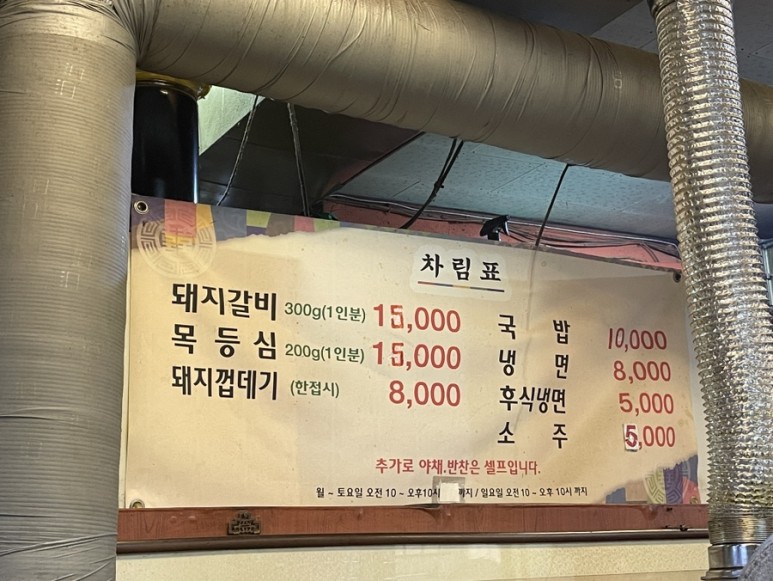 차림표
돼지갈비 300g(1인분) 15,000
목등심 200g(1인분) 15,000
돼지껍데기 (한접시) 8,000
국밥 10,000
냉면 8,000
후식냉면 5,000
소주 5,000
추가로 야채.반찬은 셀프입니다.
월 ~ 토요일 오전 10 ~ 오후10시 까지 / 일요일 오전 10 ~ 오후 10시 까지